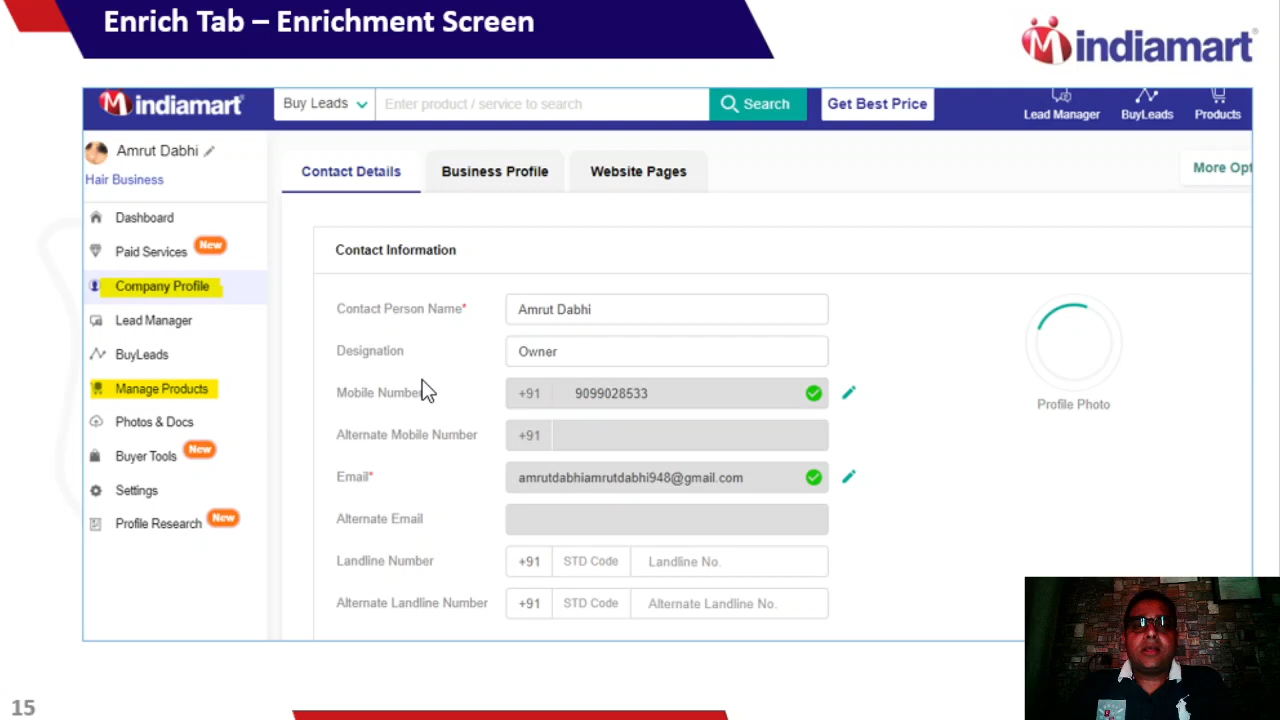 Enrich Tab – Enrichment Screen
indiamart
indiamart
Buy Leads
Enter product / service to search
Search
Get Best Price
Lead Manager
BuyLeads
Products
Amrut Dabhi
Hair Business
Contact Details
Business Profile
Website Pages
More Opt
Dashboard
Paid Services New
Company Profile
Lead Manager
BuyLeads
Manage Products
Photos & Docs
Buyer Tools New
Settings
Profile Research New
Contact Information
Contact Person Name* Amrut Dabhi
Designation Owner
Mobile Number +91 9099028533
Alternate Mobile Number +91
Email* amrutdabhiamrutdabhi948@gmail.com
Alternate Email
Landline Number +91 STD Code Landline No.
Alternate Landline Number +91 STD Code Alternate Landline No.
Profile Photo
15